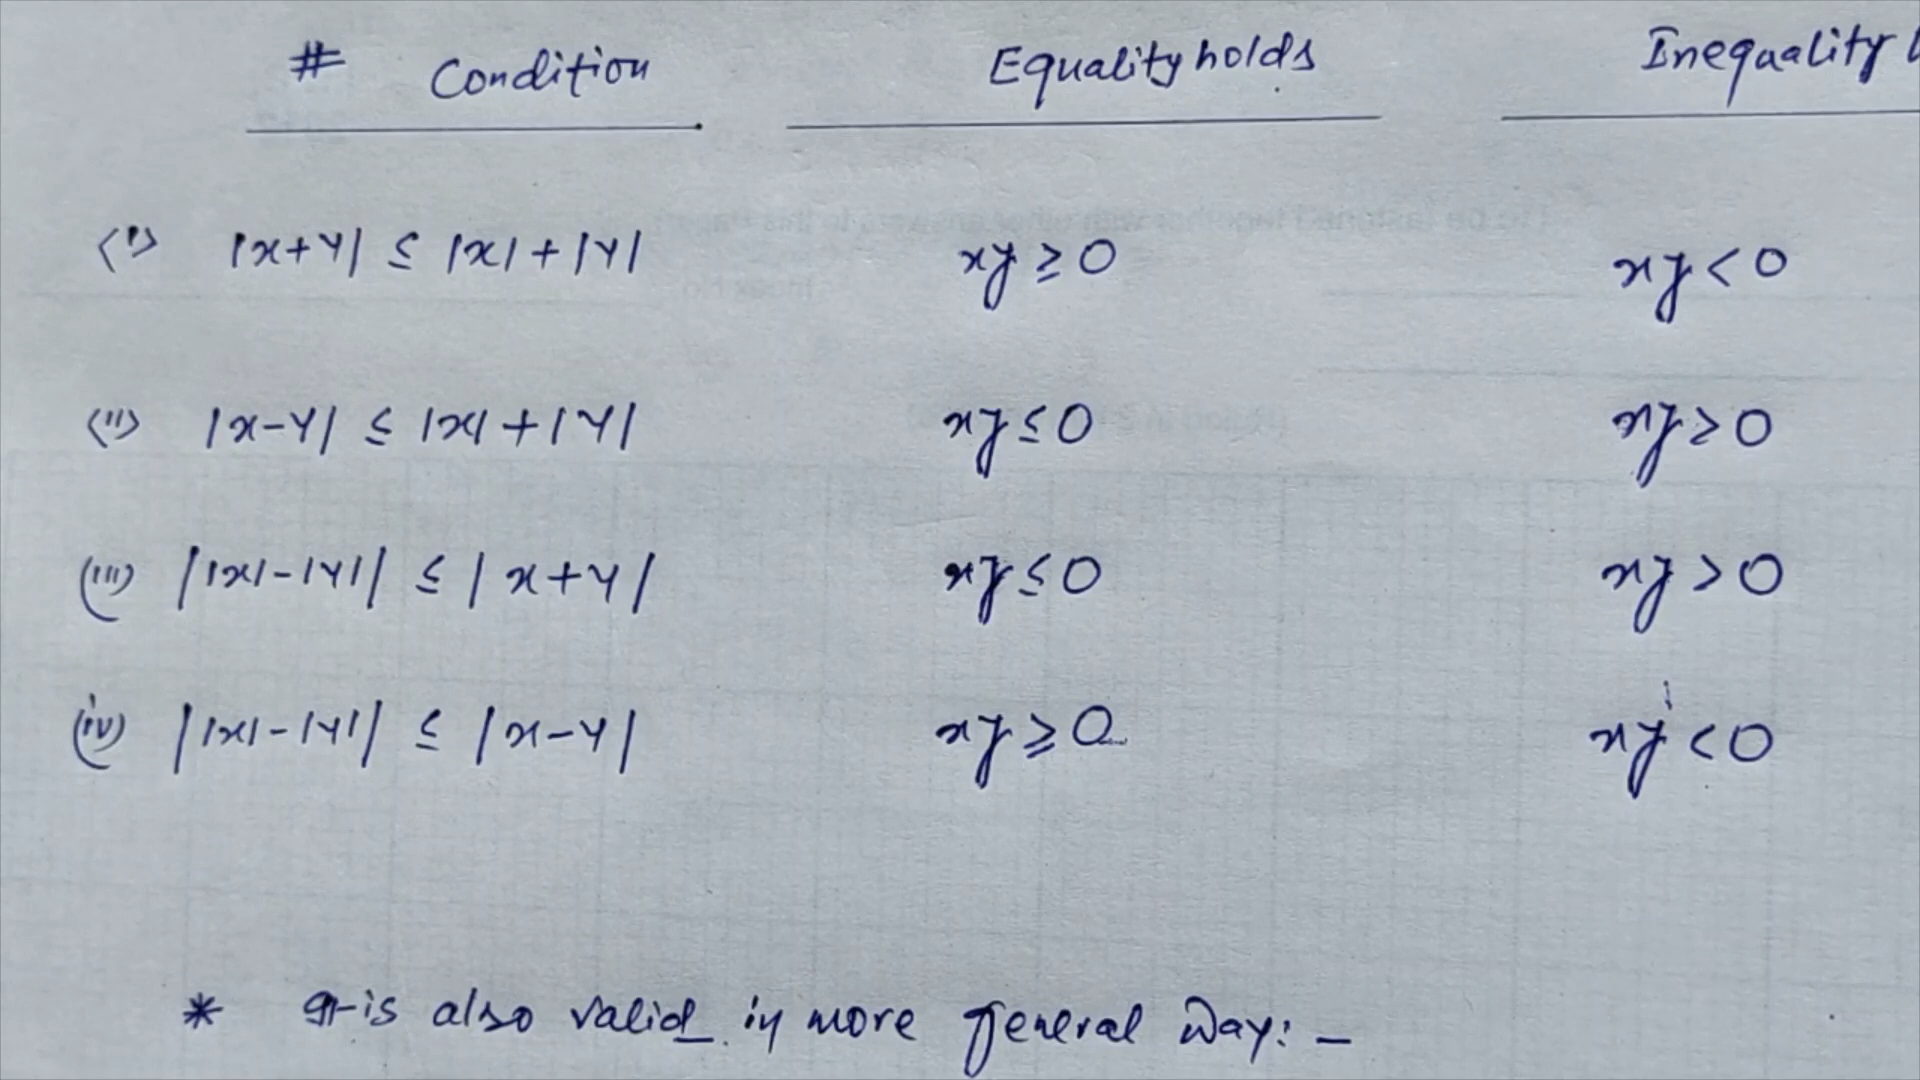 # Condition Equality holds Inequality
(i) |x+y| ≤ |x|+|y| xy ≥ 0 xy < 0
(ii) |x-y| ≤ |x|+|y| xy ≤ 0 xy > 0
(iii) ||x|-|y|| ≤ |x+y| xy ≤ 0 xy > 0
(iv) ||x|-|y|| ≤ |x-y| xy ≥ 0 xy < 0
* It is also valid in more general way: –